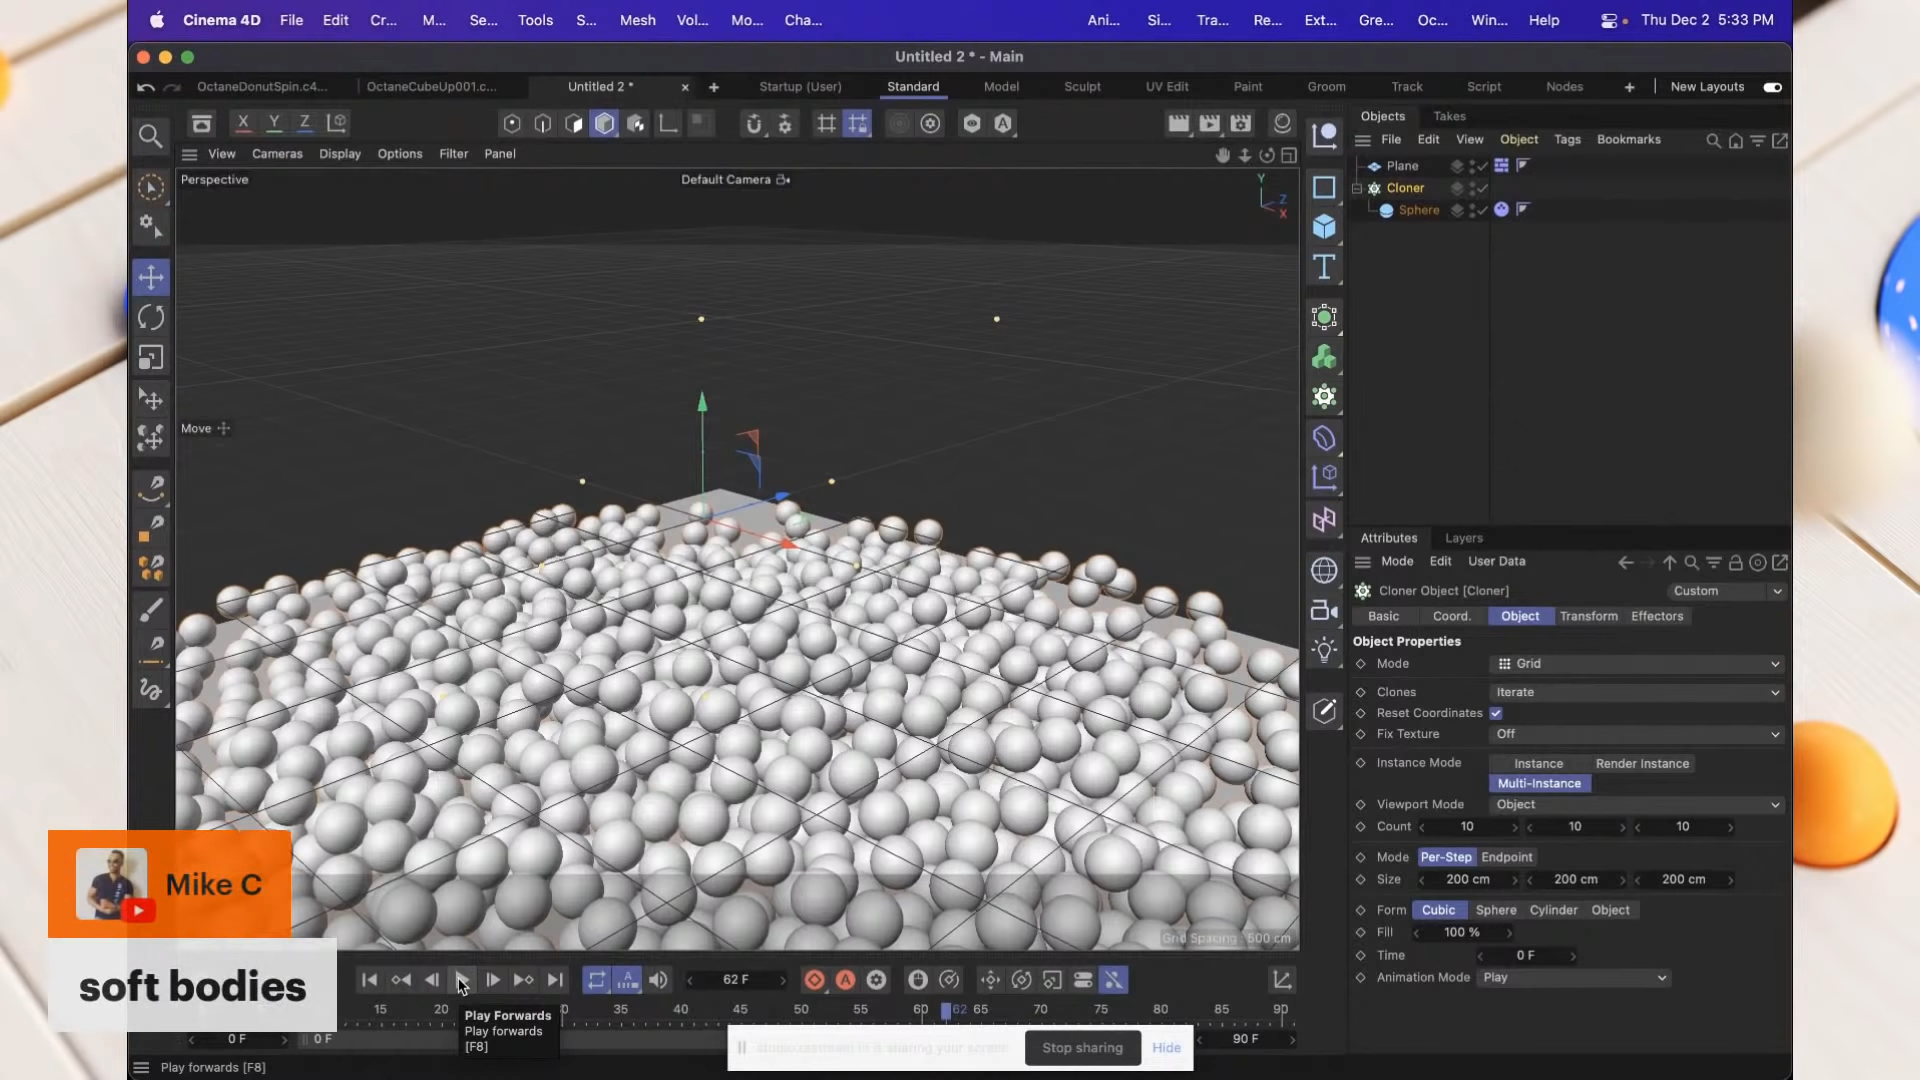 Cinema 4D File Edit Cr... M... Se... Tools S... Mesh Vol... Mo... Cha... Ani... Si... Tra... Re... Ext... Gre... Oc... Win... Help Thu Dec 2 5:33 PM
Untitled 2 * - Main
OctaneDonutSpin.c4... OctaneCubeUp001.c... Untitled 2 * × + Startup (User) Standard Model Sculpt UV Edit Paint Groom Track Script Nodes + New Layouts
X Y Z
Objects Takes
File Edit View Object Tags Bookmarks
View Cameras Display Options Filter Panel
Perspective
Default Camera
Y
Z
X
Plane
Cloner
Sphere
Move
Grid Spacing : 500 cm
Attributes Layers
Mode Edit User Data
Cloner Object [Cloner]
Custom
Basic Coord. Object Transform Effectors
Object Properties
Mode Grid
Clones Iterate
Reset Coordinates
Fix Texture Off
Instance Mode Instance Render Instance
Multi-Instance
Viewport Mode Object
Count 10 10 10
Mode Per-Step Endpoint
Size 200 cm 200 cm 200 cm
Form Cubic Sphere Cylinder Object
Fill 100 %
Time 0 F
Animation Mode Play
Mike C
soft bodies
62 F
15 20 45 50 55 60 62 65 70 75 80 85 90
Play Forwards
Play forwards
[F8]
0 F 0 F
is sharing your screen.
Stop sharing
Hide
90 F
Play forwards [F8]